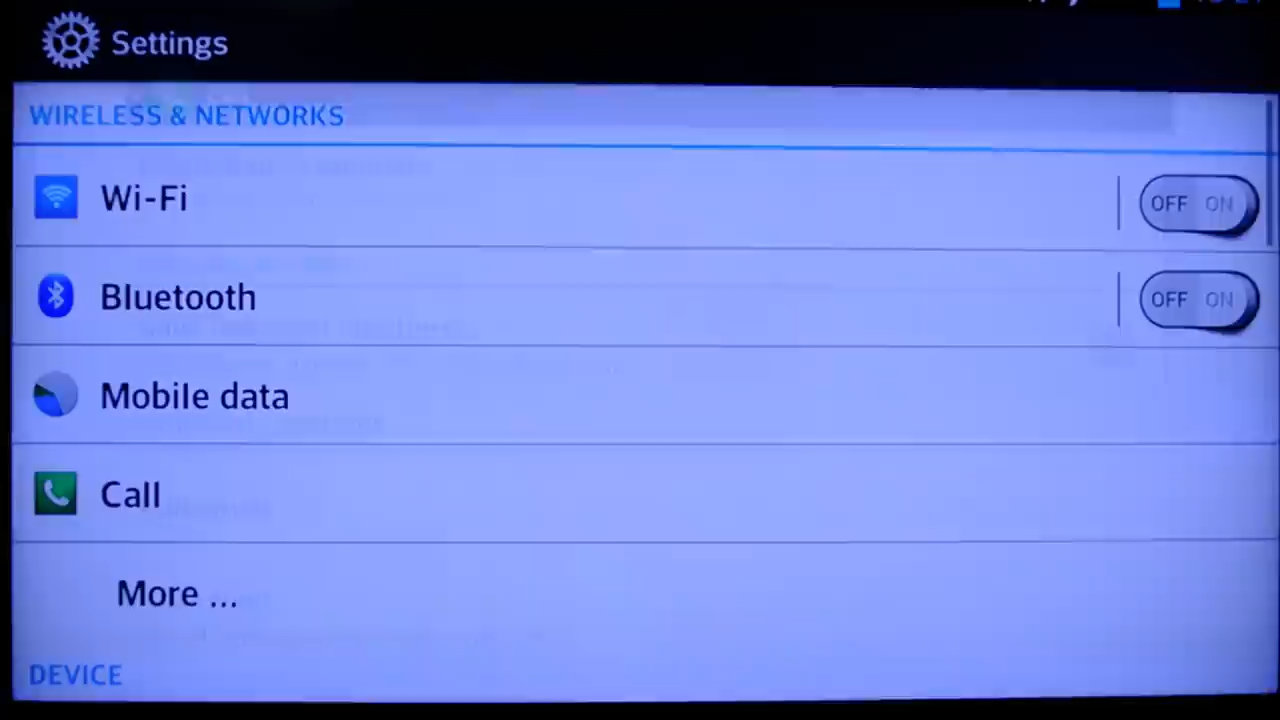 Settings
WIRELESS & NETWORKS
Wi-Fi
OFF ON
Bluetooth
OFF ON
Mobile data
Call
More ...
DEVICE